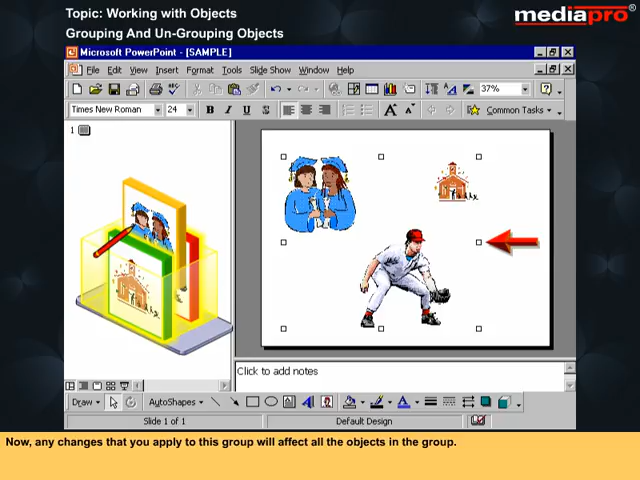 Topic: Working with Objects
mediapro®
Grouping And Un-Grouping Objects
Microsoft PowerPoint - [SAMPLE]
File Edit View Insert Format Tools Slide Show Window Help
37%
Times New Roman 24 B I U S A A Common Tasks
1
Click to add notes
Draw AutoShapes A A
Slide 1 of 1 Default Design
Now, any changes that you apply to this group will affect all the objects in the group.